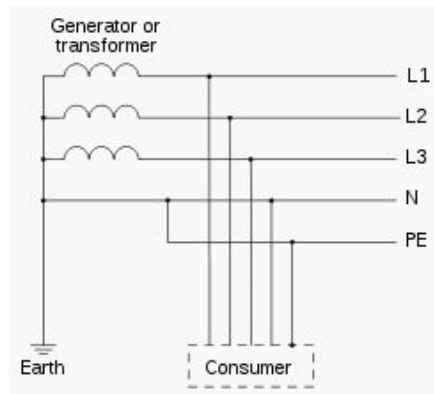 Generator or
transformer
L1
L2
L3
N
PE
Earth
Consumer